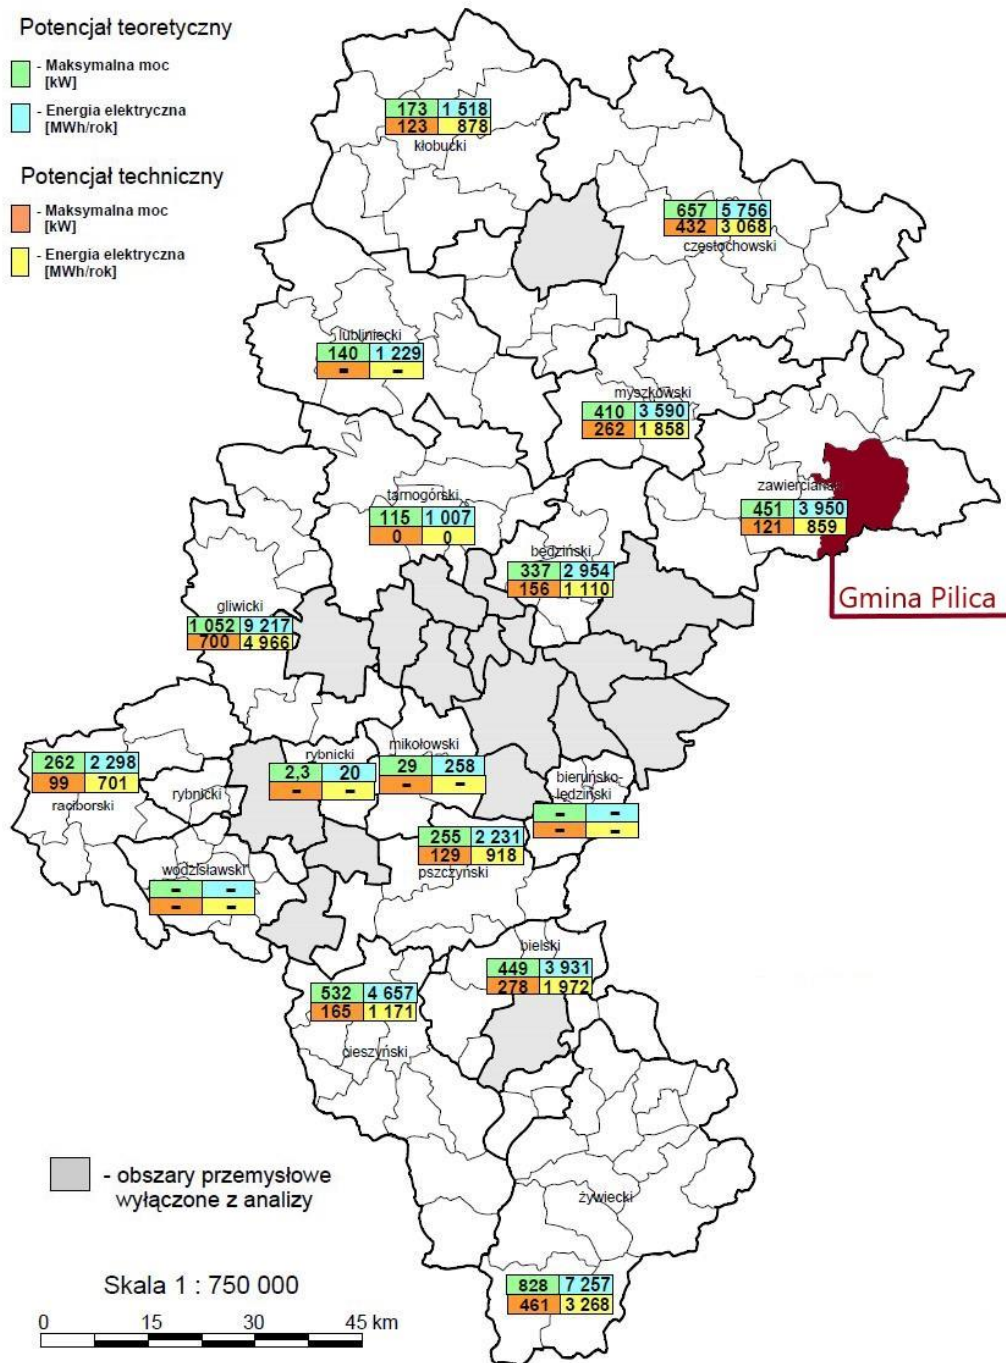 Potencjał teoretyczny
- Maksymalna moc
[kW]
- Energia elektryczna
[MWh/rok]
Potencjał techniczny
- Maksymalna moc
[kW]
- Energia elektryczna
[MWh/rok]
173 1 518
123 878
kłobucki
657 5 756
432 3 068
częstochowski
lubliniecki
140 1 229
- -
myszkowski
410 3 590
262 1 858
zawierciański
451 3 950
121 859
Gmina Pilica
tarnogórski
115 1 007
0 0
będziński
337 2 954
156 1 110
gliwicki
1 052 9 217
700 4 966
262 2 298
99 701
raciborski
rybnicki
rybnicki
2,3 20
- -
mikołowski
29 258
- -
bieruńsko-
lędziński
- -
- -
255 2 231
129 918
pszczyński
wodzisławski
- -
- -
bielski
449 3 931
278 1 972
532 4 657
165 1 171
cieszyński
żywiecki
828 7 257
461 3 268
- obszary przemysłowe
wyłączone z analizy
Skala 1 : 750 000
0 15 30 45 km